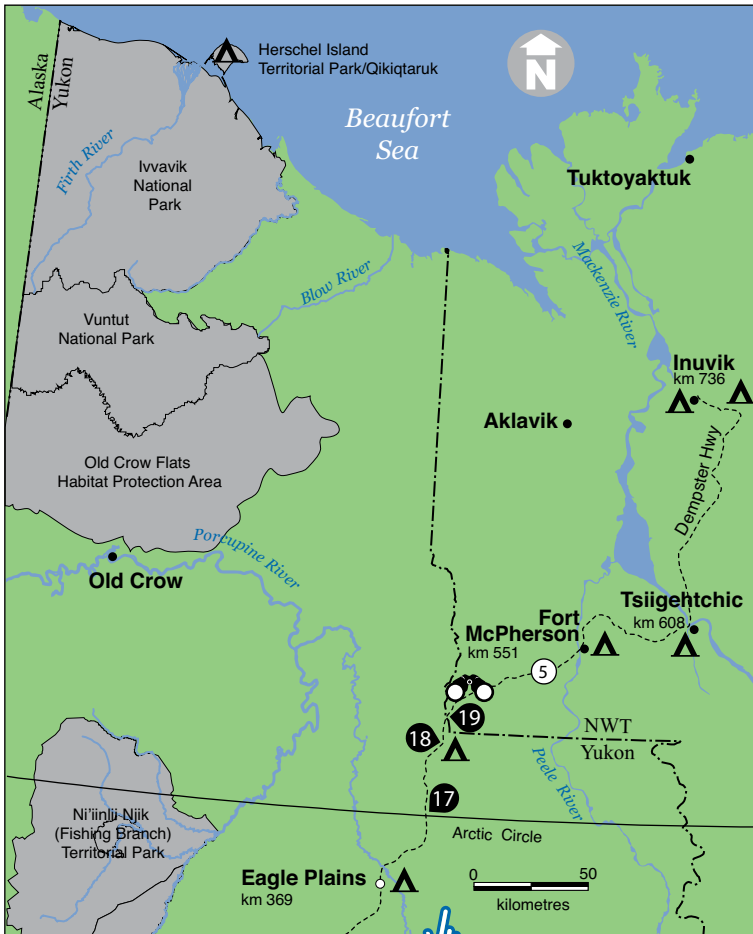 Herschel Island
Territorial Park/Qikiqtaruk
N
Alaska
Yukon
Beaufort
Sea
Firth River
Ivvavik
National
Park
Tuktoyaktuk
Mackenzie River
Blow River
Vuntut
National Park
Inuvik
km 736
Aklavik
Old Crow Flats
Habitat Protection Area
Dempster Hwy
Porcupine River
Old Crow
Tsiigehtchic
km 608
Fort
McPherson
km 551
5
19
18
NWT
Yukon
Peele River
17
Ni'iinlii Njik
(Fishing Branch)
Territorial Park
Arctic Circle
Eagle Plains
km 369
0 50
kilometres